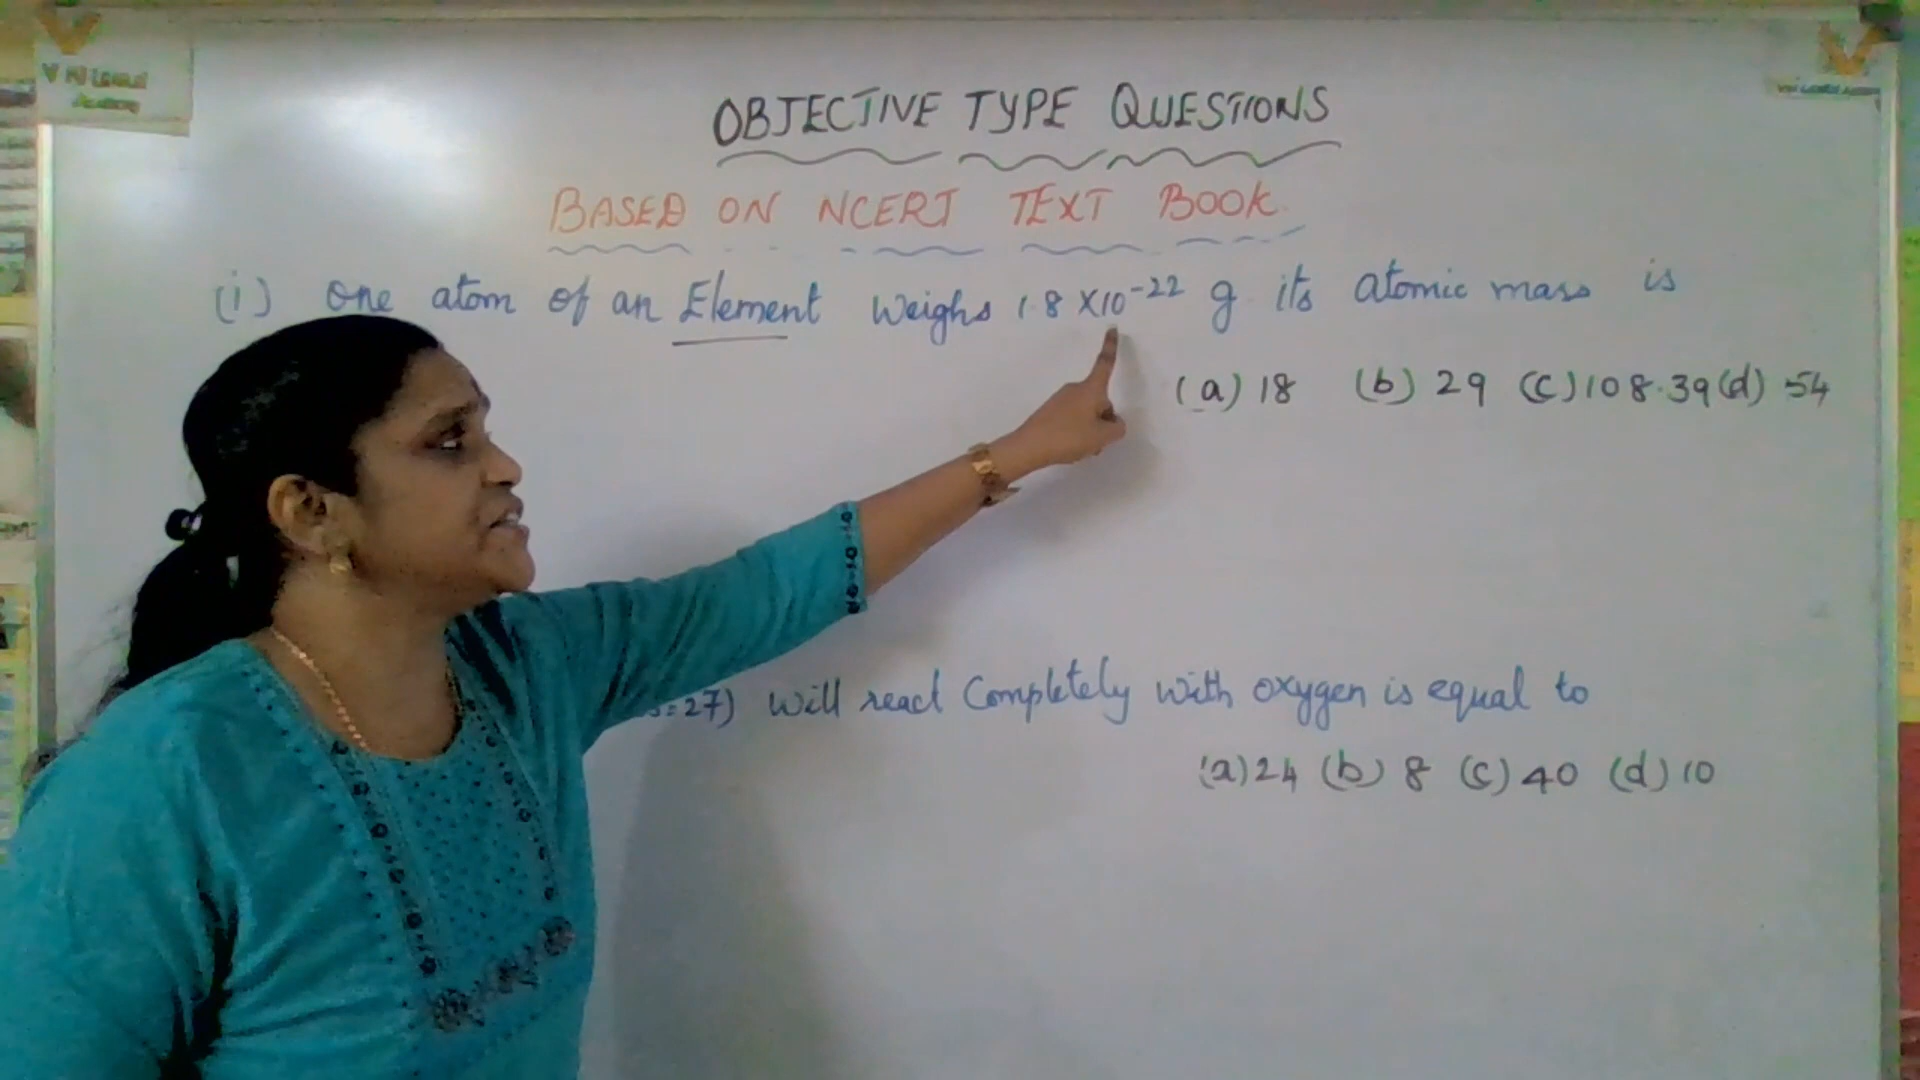 OBJECTIVE TYPE QUESTIONS
BASED ON NCERT TEXT BOOK
(i) One atom of an Element weighs 1.8 X10⁻²² g its atomic mass is
(a) 18 (b) 29 (c) 108.39 (d) 54
=27) will react Completely with oxygen is equal to
(a) 24 (b) 8 (c) 40 (d) 10